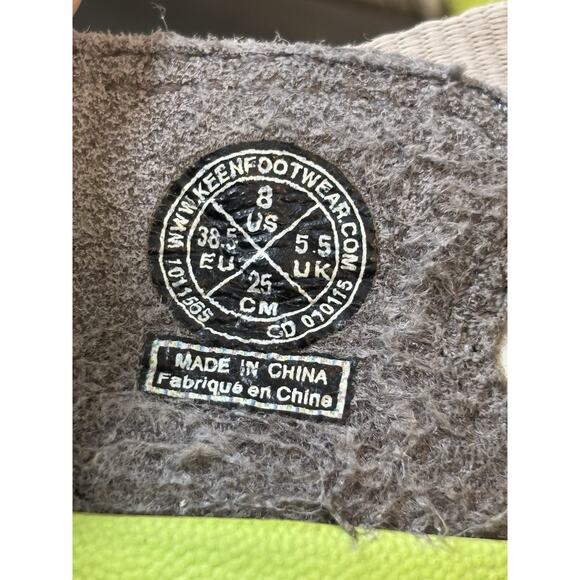 WWW.KEENFOOTWEAR.COM
8
US
38.5
EU
5.5
UK
25
CM
1011565
CD 010115
MADE IN CHINA
Fabriqué en Chine